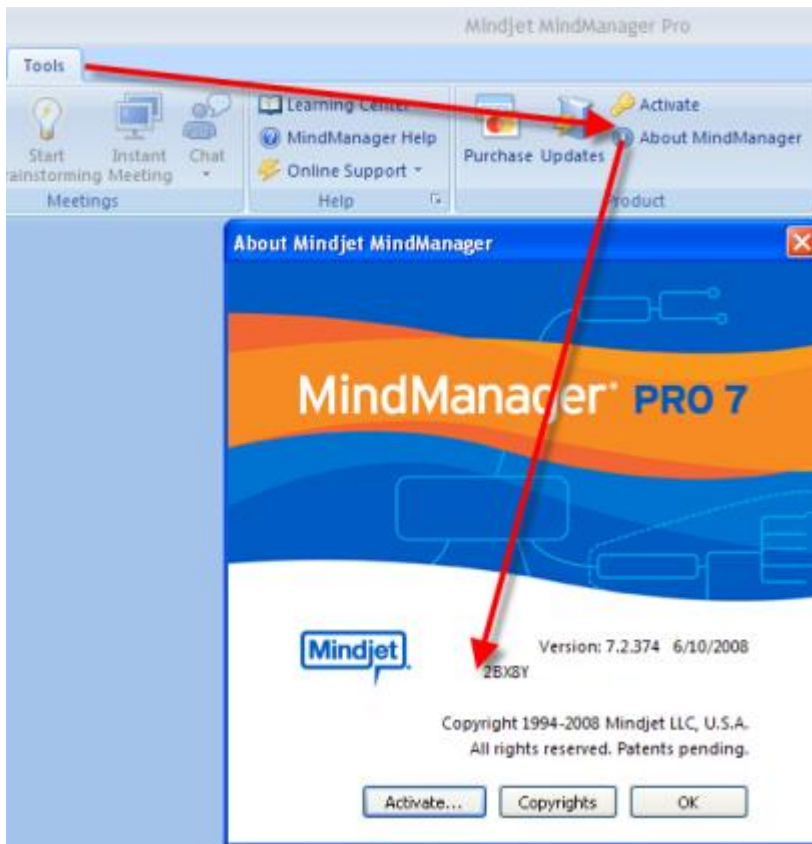 Mindjet MindManager Pro
Tools
Learning Center
Activate
MindManager Help
About MindManager
Start
Instant
Chat
Purchase
Updates
ainstorming
Meeting
Online Support
Meetings
Help
Product
About Mindjet MindManager
MindManager PRO 7
Mindjet
Version: 7.2.374 6/10/2008
2BX8Y
Copyright 1994-2008 Mindjet LLC, U.S.A.
All rights reserved. Patents pending.
Activate...
Copyrights
OK